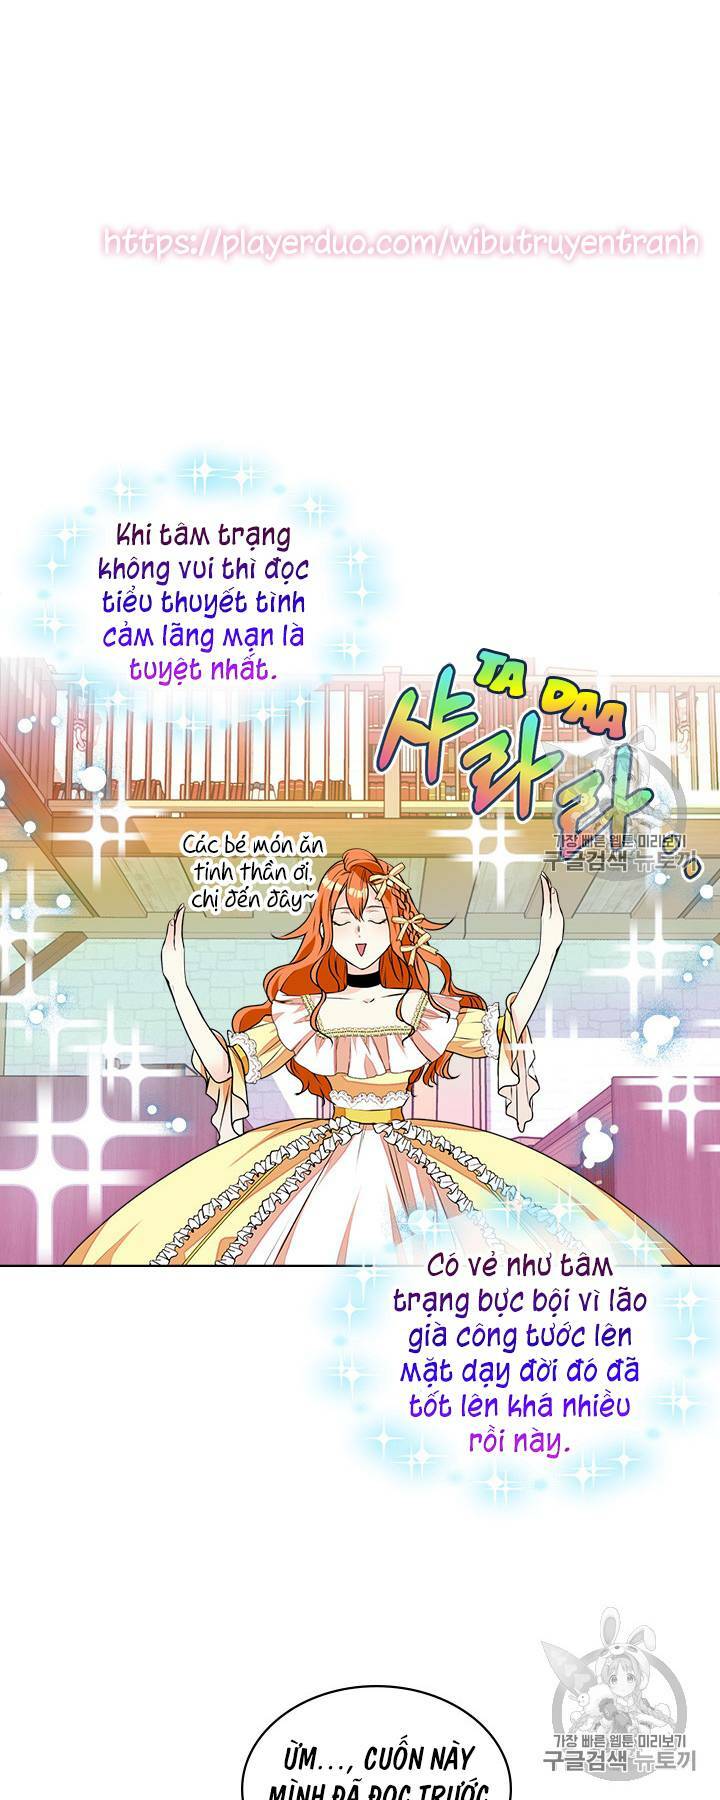 https://playerduo.com/wibutruyentranh
Khi tâm trạng
không vui thì đọc
tiểu thuyết tình
cảm lãng mạn là
tuyệt nhất.
TA DAA
샤라라
가장 빠른 웹툰 미리보기
구글검색 뉴토끼
Các bé món ăn
tinh thần ơi,
chị đến đây~
Có vẻ như tâm
trạng bực bội vì lão
già công tước lên
mặt dạy đời đó đã
tốt lên khá nhiều
rồi này.
가장 빠른 웹툰 미리보기
구글검색 뉴토끼
ỪM..., CUỐN NÀY
MÌNH ĐÃ ĐỌC TRƯỚC